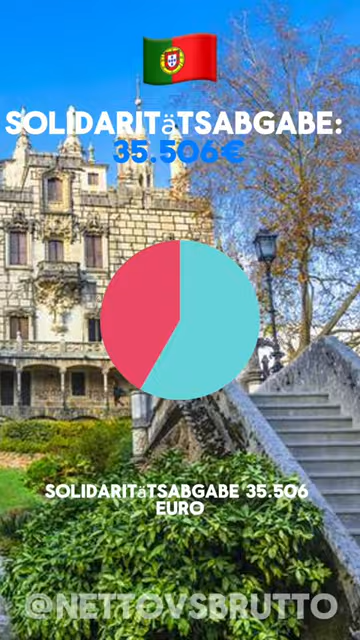 SOLIDARITäTSABGABE:
35.506€
SOLIDARITäTSABGABE 35.506
EURO
@NETTOVSBRUTTO